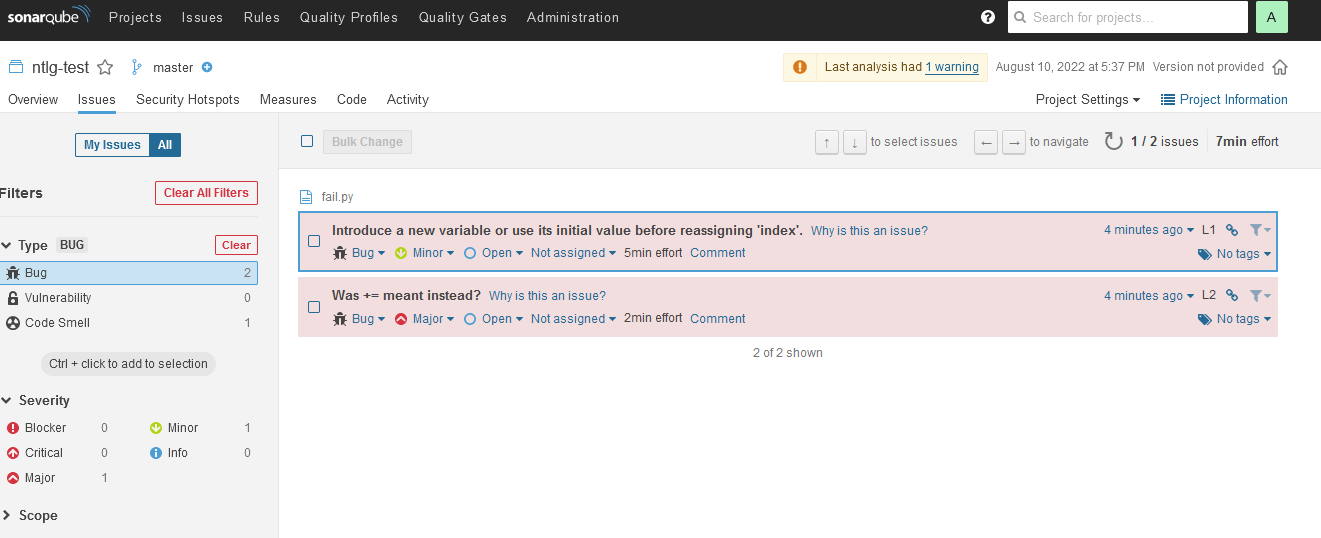 sonarqube Projects Issues Rules Quality Profiles Quality Gates Administration ? Search for projects... A
ntlg-test master Last analysis had 1 warning August 10, 2022 at 5:37 PM Version not provided
Overview Issues Security Hotspots Measures Code Activity Project Settings Project Information
My Issues All
Bulk Change to select issues to navigate 1 / 2 issues 7min effort
Filters Clear All Filters
Type BUG Clear
Bug 2
Vulnerability 0
Code Smell 1
Ctrl + click to add to selection
Severity
Blocker 0 Minor 1
Critical 0 Info 0
Major 1
Scope
fail.py
Introduce a new variable or use its initial value before reassigning 'index'. Why is this an issue? 4 minutes ago L1
Bug Minor Open Not assigned 5min effort Comment No tags
Was += meant instead? Why is this an issue? 4 minutes ago L2
Bug Major Open Not assigned 2min effort Comment No tags
2 of 2 shown